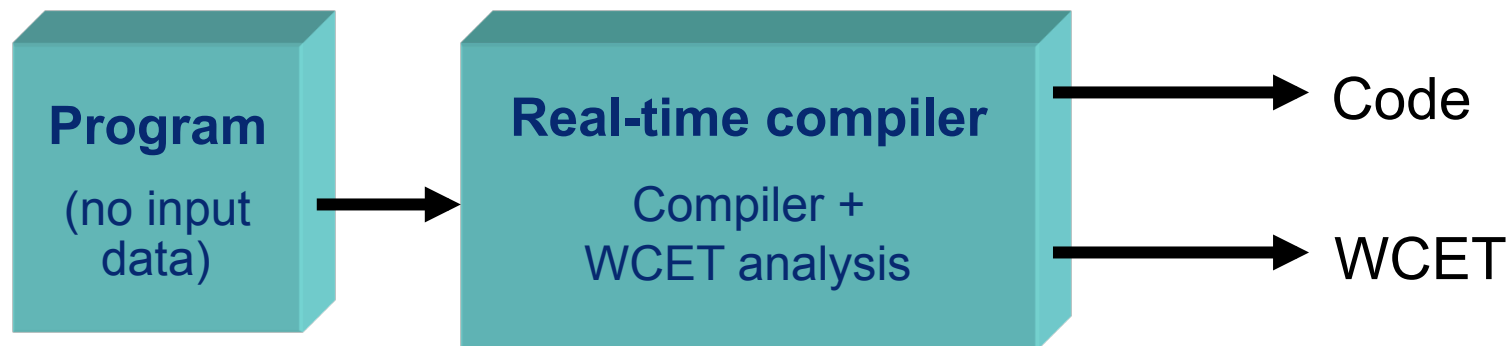 Program
(no input
data)
Real-time compiler
Compiler +
WCET analysis
Code
WCET